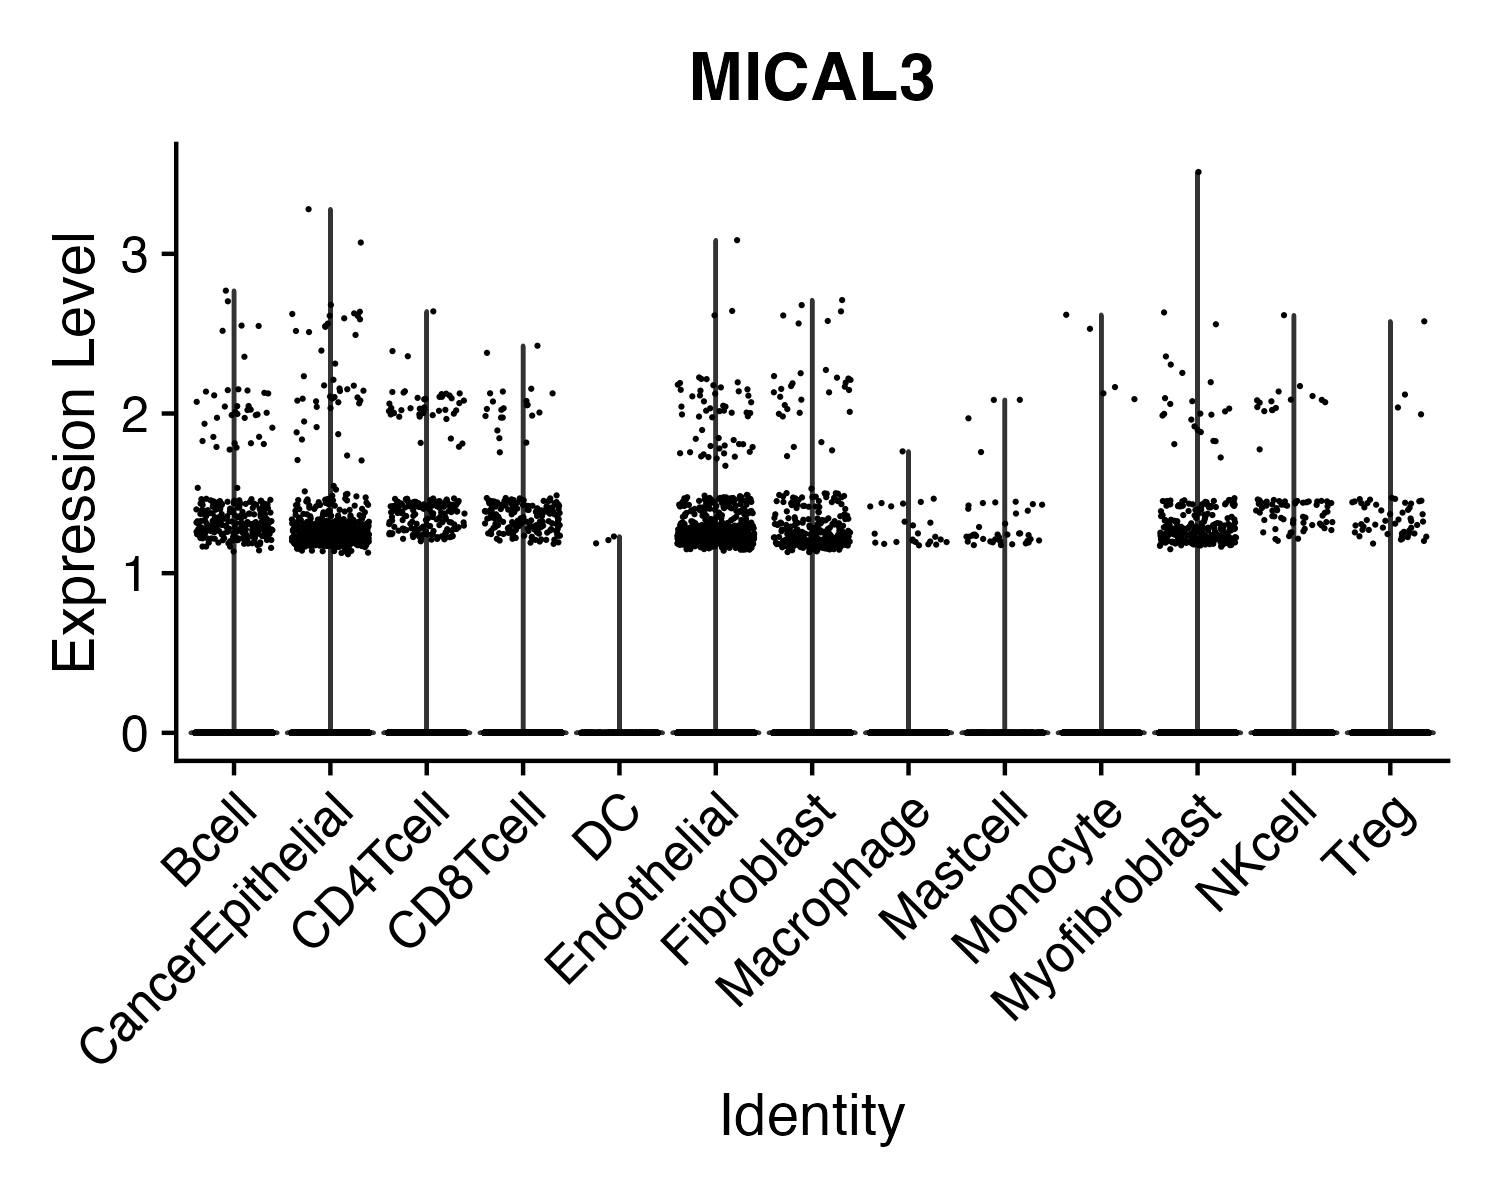 MICAL3
Expression Level
3
2
1
0
Bcell
CancerEpithelial
CD4Tcell
CD8Tcell
DC
Endothelial
Fibroblast
Macrophage
Mastcell
Monocyte
Myofibroblast
NKcell
Treg
Identity